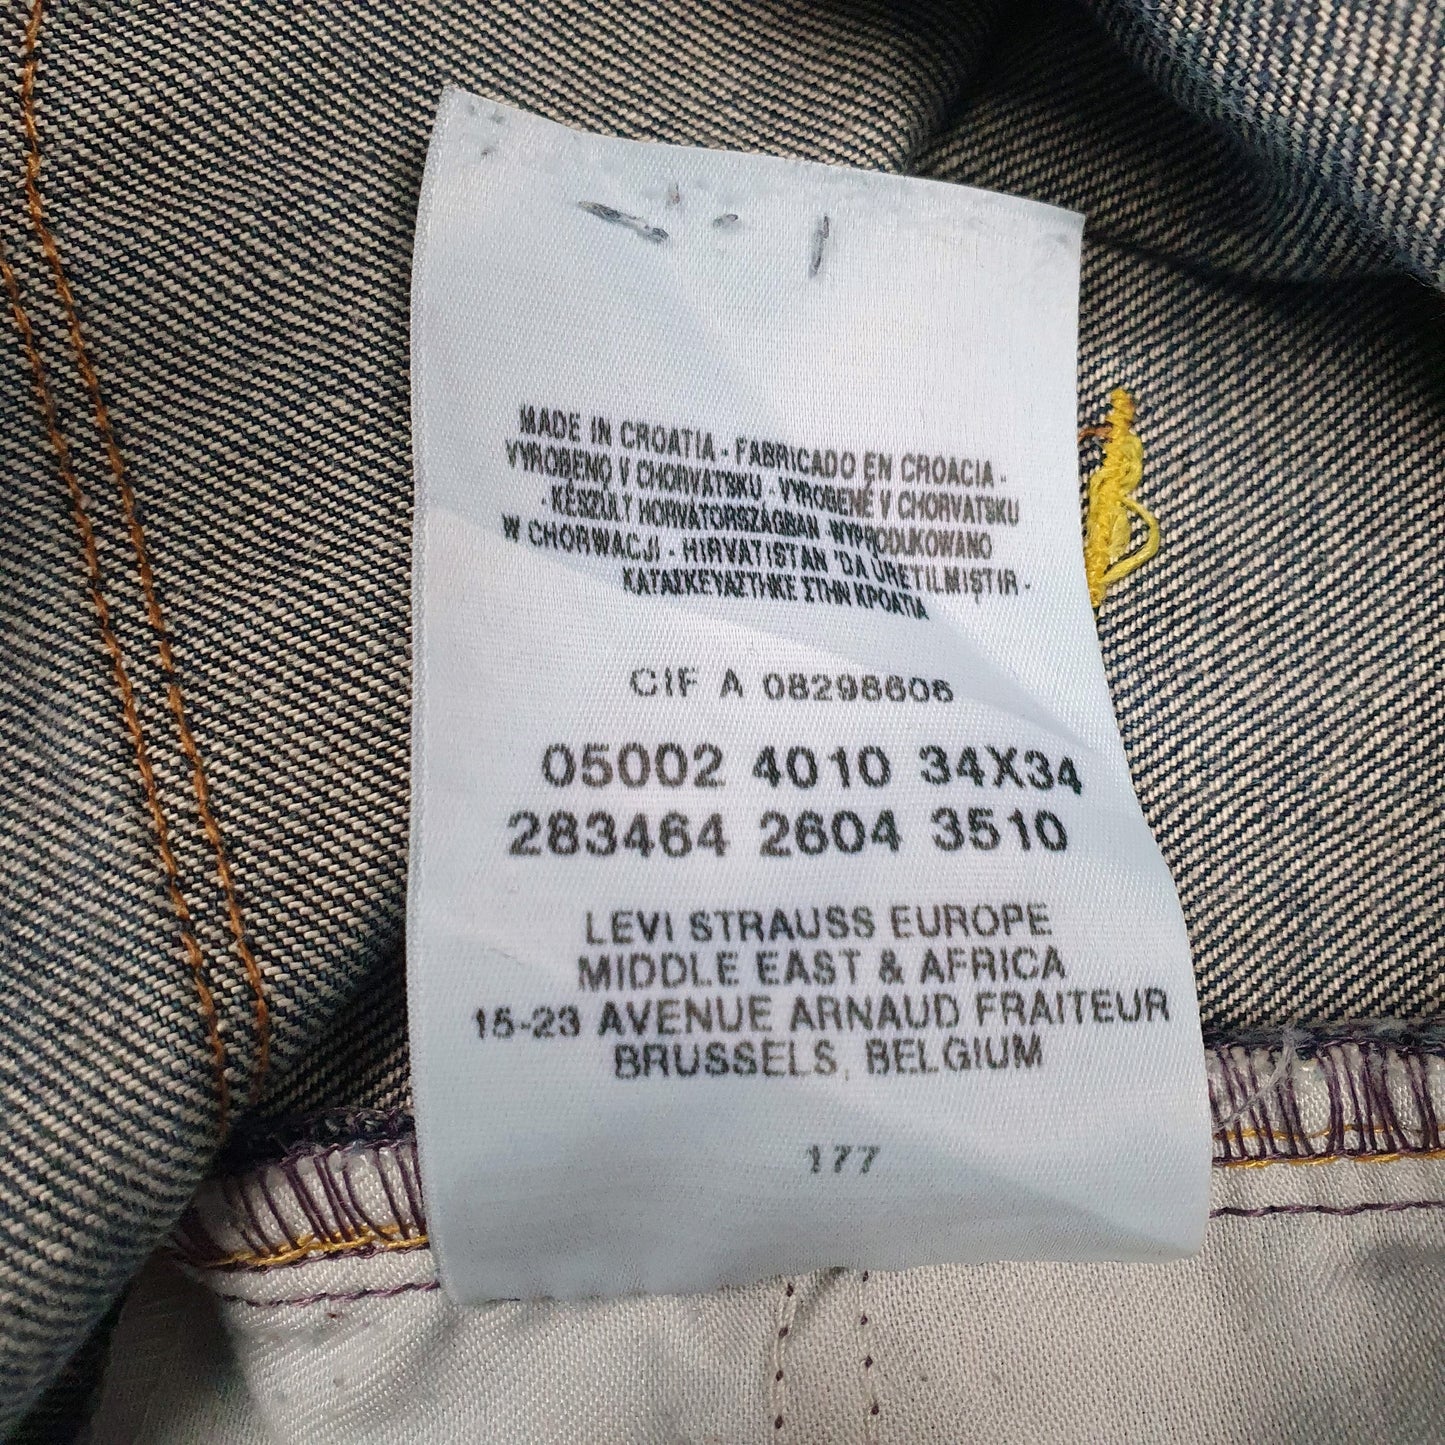 MADE IN CROATIA - FABRICADO EN CROACIA -
VYROBENO V CHORVATSKU - VYROBENÉ V CHORVATSKU
- KÉSZÜLT HORVATORSZÁGBAN -WYPRODUKOWANO
W CHORWACJI - HIRVATISTAN 'DA ÜRETILMIŞTIR -
ΚΑΤΑΣΚΕΥΑΣΤΗΚΕ ΣΤΗΝ ΚΡΟΑΤΙΑ
CIF A 08298606
05002 4010 34X34
283464 2604 3510
LEVI STRAUSS EUROPE
MIDDLE EAST & AFRICA
15-23 AVENUE ARNAUD FRAITEUR
BRUSSELS, BELGIUM
177